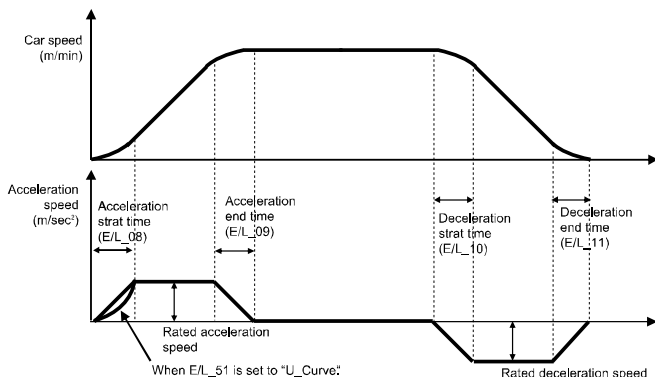 Car speed
(m/min)
Acceleration
speed
(m/sec²)
Acceleration
strat time
(E/L_08)
Acceleration
end time
(E/L_09)
Deceleration
strat time
(E/L_10)
Deceleration
end time
(E/L_11)
Rated acceleration
speed
When E/L_51 is set to "U_Curve."
Rated deceleration speed